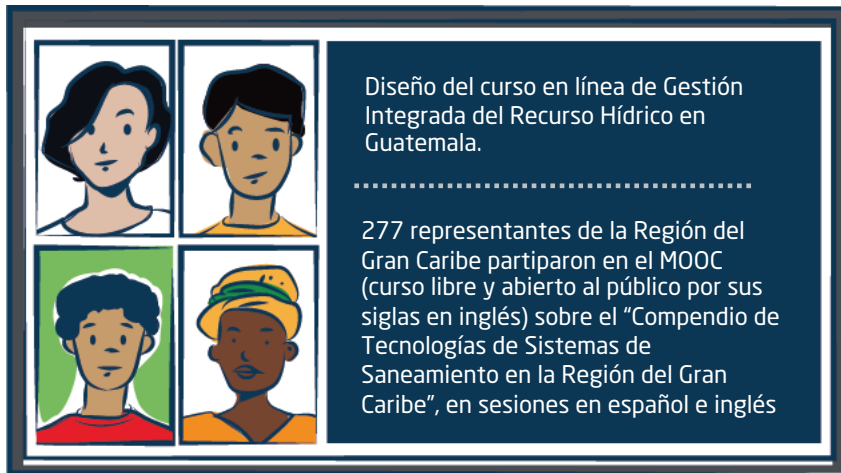 Diseño del curso en línea de Gestión
Integrada del Recurso Hídrico en
Guatemala.
277 representantes de la Región del
Gran Caribe partiparon en el MOOC
(curso libre y abierto al público por sus
siglas en inglés) sobre el “Compendio de
Tecnologías de Sistemas de
Saneamiento en la Región del Gran
Caribe”, en sesiones en español e inglés